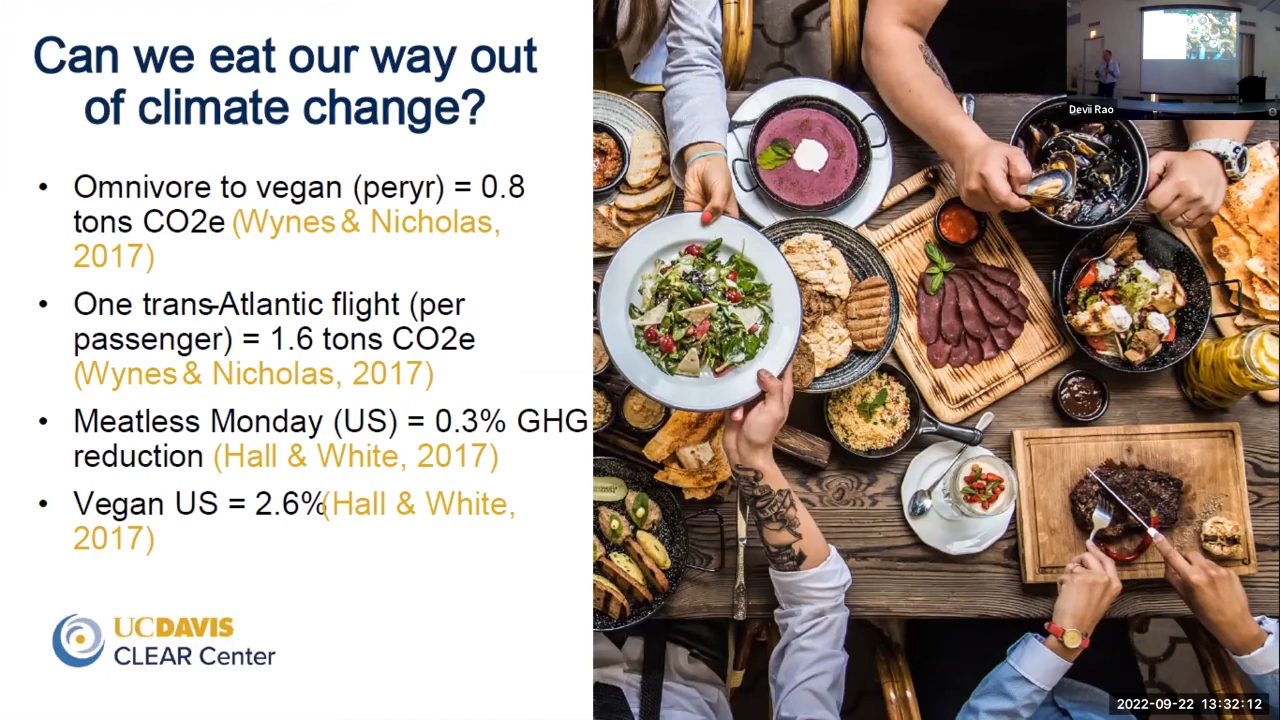 Can we eat our way out
of climate change?
• Omnivore to vegan (peryr) = 0.8
tons CO2e (Wynes & Nicholas,
2017)
• One trans-Atlantic flight (per
passenger) = 1.6 tons CO2e
(Wynes & Nicholas, 2017)
• Meatless Monday (US) = 0.3% GHG
reduction (Hall & White, 2017)
• Vegan US = 2.6%(Hall & White,
2017)
UCDAVIS
CLEAR Center
Devii Rao
2022-09-22 13:32:12